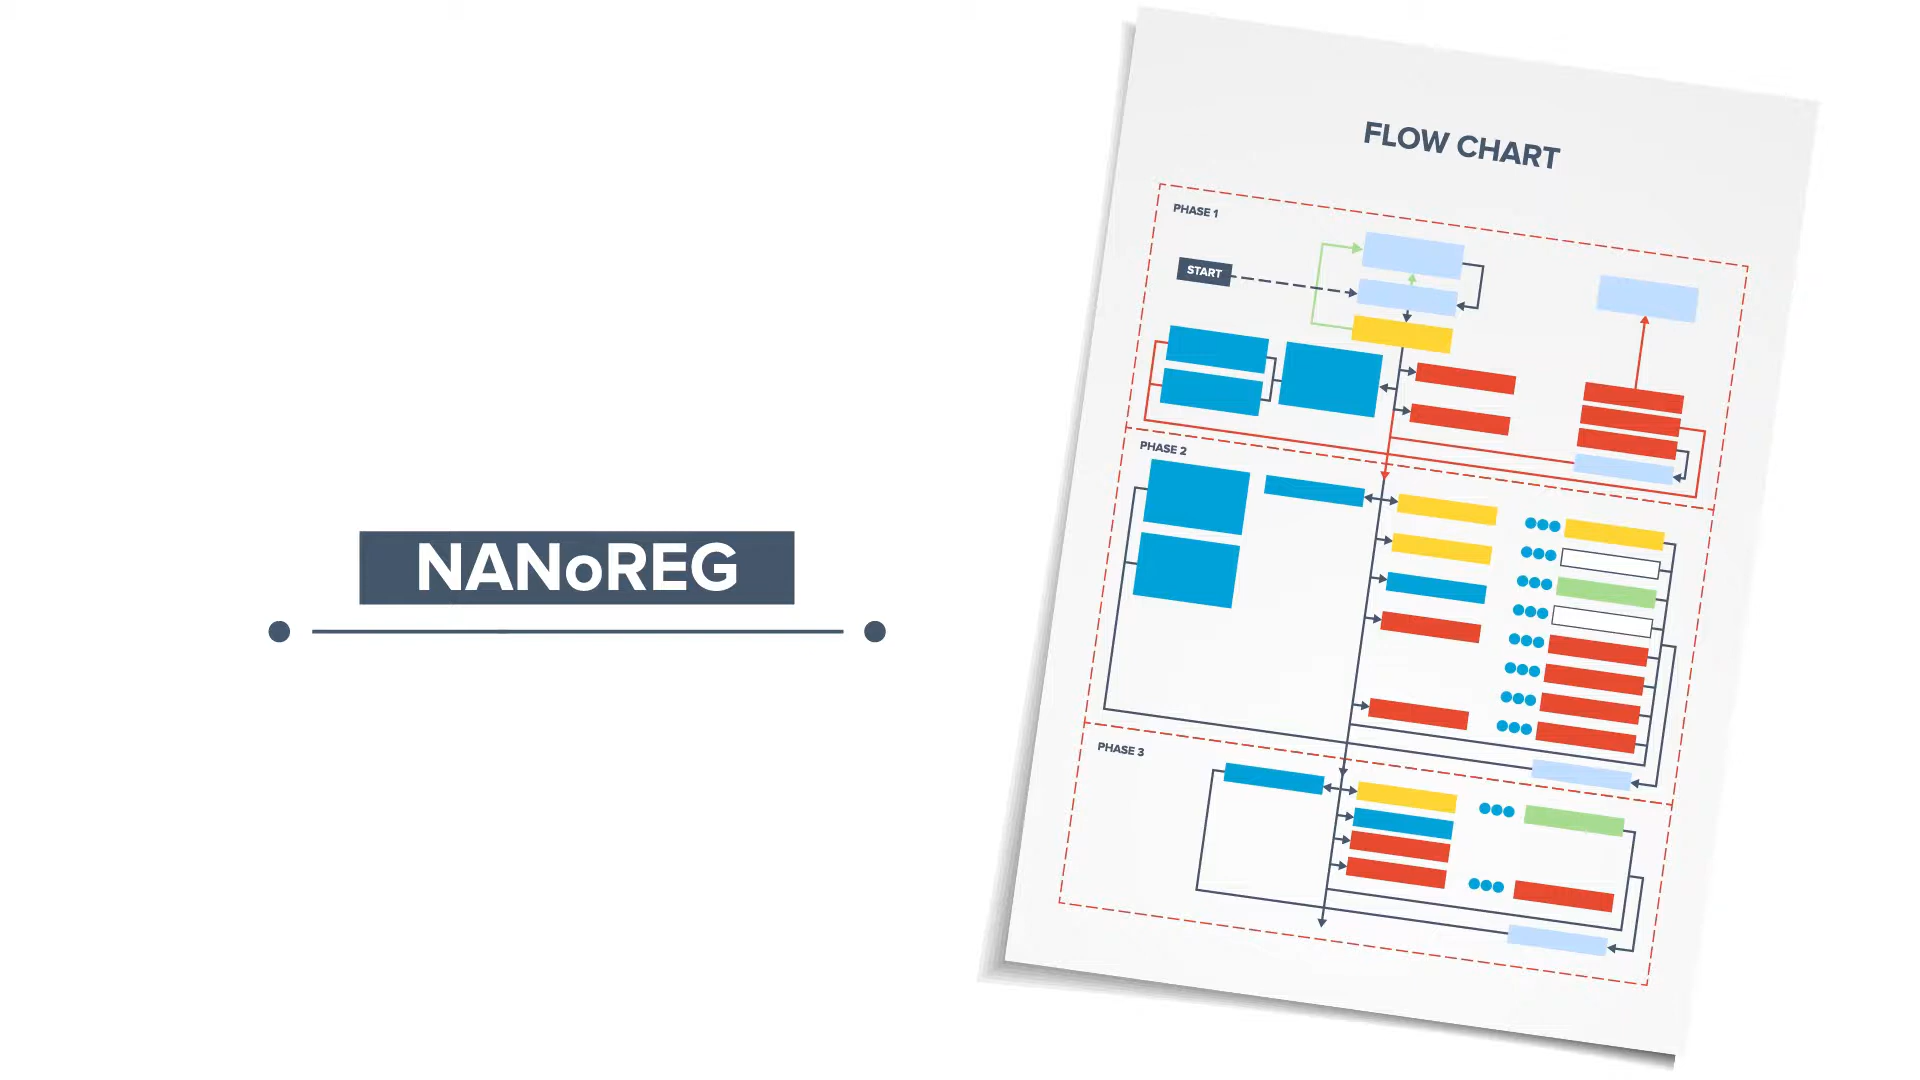 NANoREG
FLOW CHART
PHASE 1
START
PHASE 2
PHASE 3